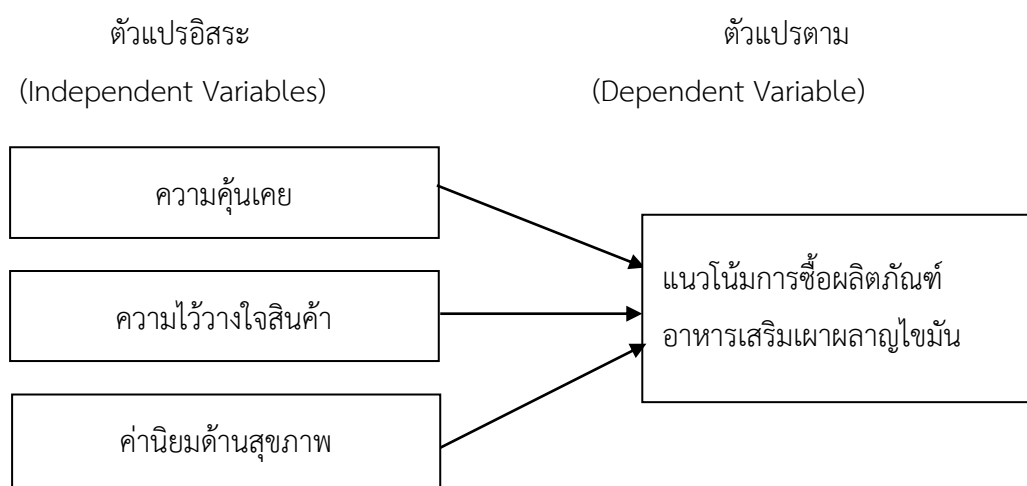 ตัวแปรอิสระ
(Independent Variables)
ตัวแปรตาม
(Dependent Variable)
ความคุ้นเคย
ความไว้วางใจสินค้า
ค่านิยมด้านสุขภาพ
แนวโน้มการซื้อผลิตภัณฑ์
อาหารเสริมเผาผลาญไขมัน